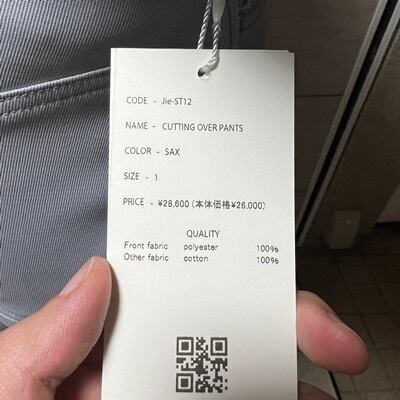 CODE - Jie-ST12
NAME - CUTTING OVER PANTS
COLOR - SAX
SIZE - 1
PRICE - ¥28,600 (本体価格¥26,000)
QUALITY
Front fabric polyester 100%
Other fabric cotton 100%